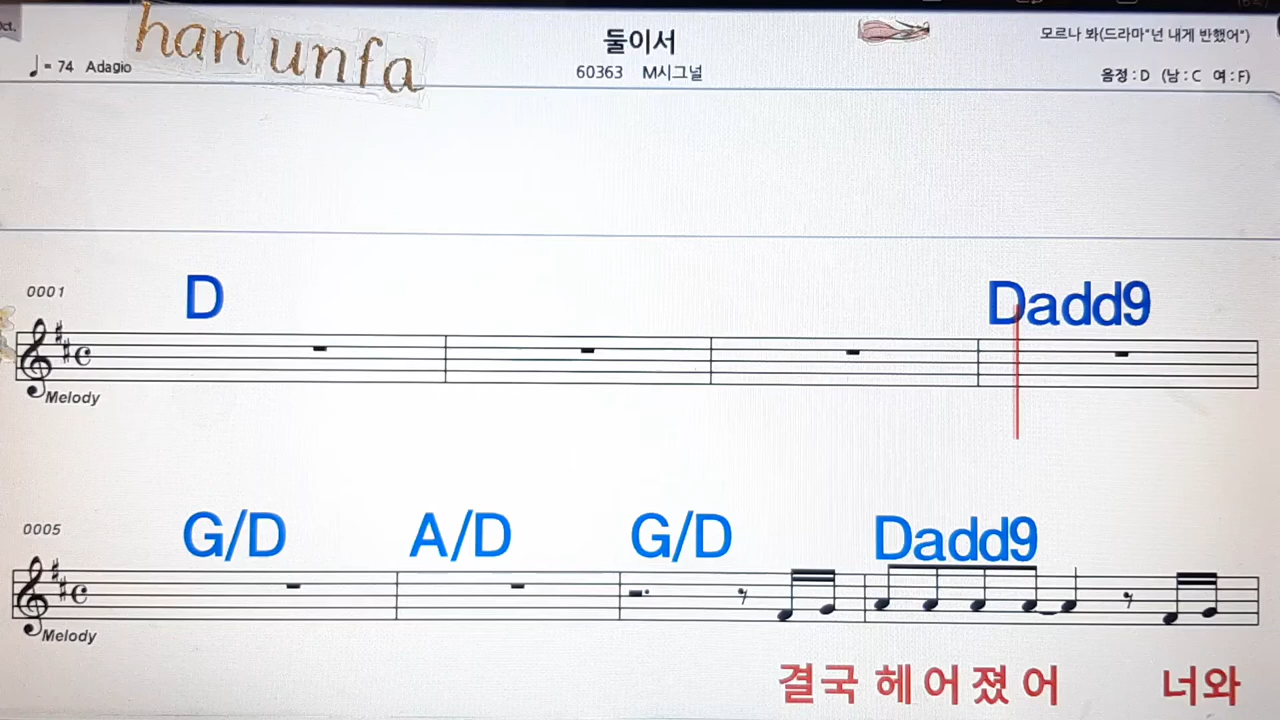 Oct.
han unfa
둘이서
모르나 봐(드라마"넌 내게 반했어")
♩= 74 Adagio
60363 M시그널
음정 : D (남 : C 여 : F)
0001
D
Dadd9
Melody
0005
G/D A/D G/D Dadd9
Melody
결국 헤어졌어 너와